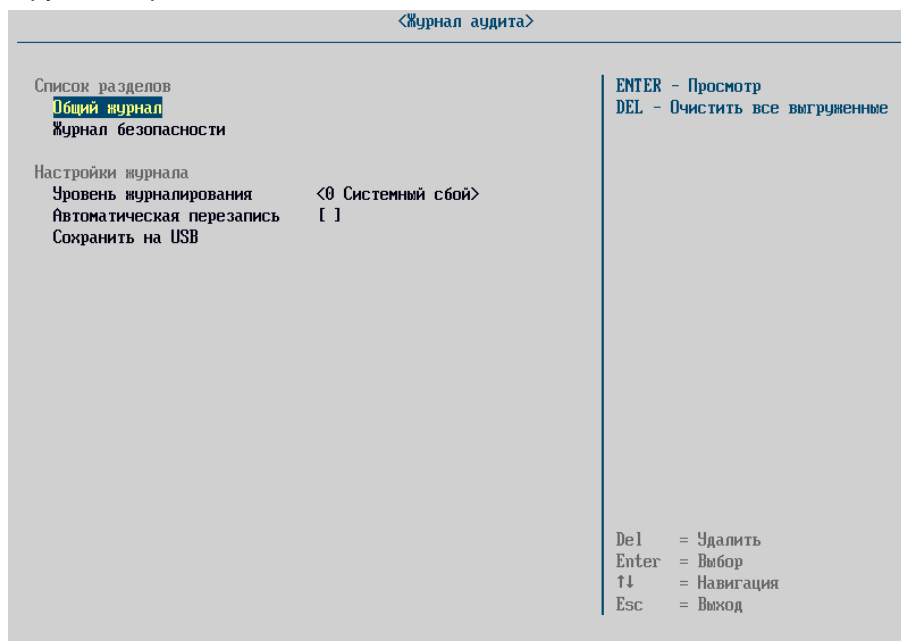 <Журнал аудита>
Список разделов
Общий журнал
Журнал безопасности
Настройки журнала
Уровень журналирования <0 Системный сбой>
Автоматическая перезапись [ ]
Сохранить на USB
ENTER - Просмотр
DEL - Очистить все выгруженные
Del = Удалить
Enter = Выбор
↑↓ = Навигация
Esc = Выход